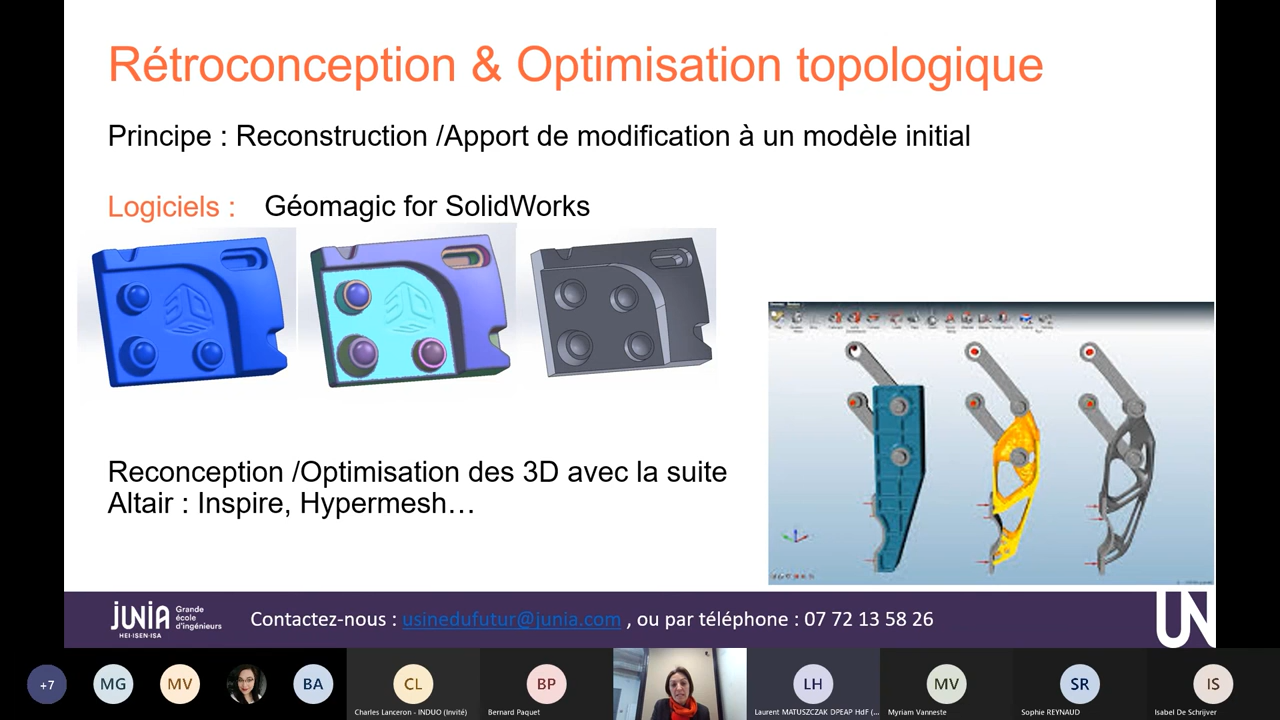 Rétroconception & Optimisation topologique
Principe : Reconstruction /Apport de modification à un modèle initial
Logiciels : Géomagic for SolidWorks
3D
3D
Reconception /Optimisation des 3D avec la suite
Altair : Inspire, Hypermesh…
JUNIA
Grande
école
d'ingénieurs
HEI·ISEN·ISA
Contactez-nous : usinedufutur@junia.com , ou par téléphone : 07 72 13 58 26
UN
+7
MG
MV
BA
CL
Charles Lanceron - INDUO (Invité)
BP
Bernard Paquet
LH
Laurent MATUSZCZAK DPEAP HdF (...
MV
Myriam Vanneste
SR
Sophie REYNAUD
IS
Isabel De Schrijver